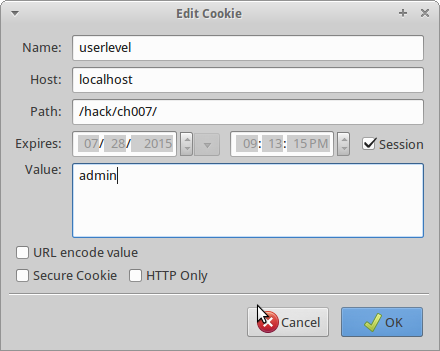 Edit Cookie
Name: userlevel
Host: localhost
Path: /hack/ch007/
Expires: 07/28/2015 09:13:15 PM Session
Value: admin
URL encode value
Secure Cookie HTTP Only
Cancel OK